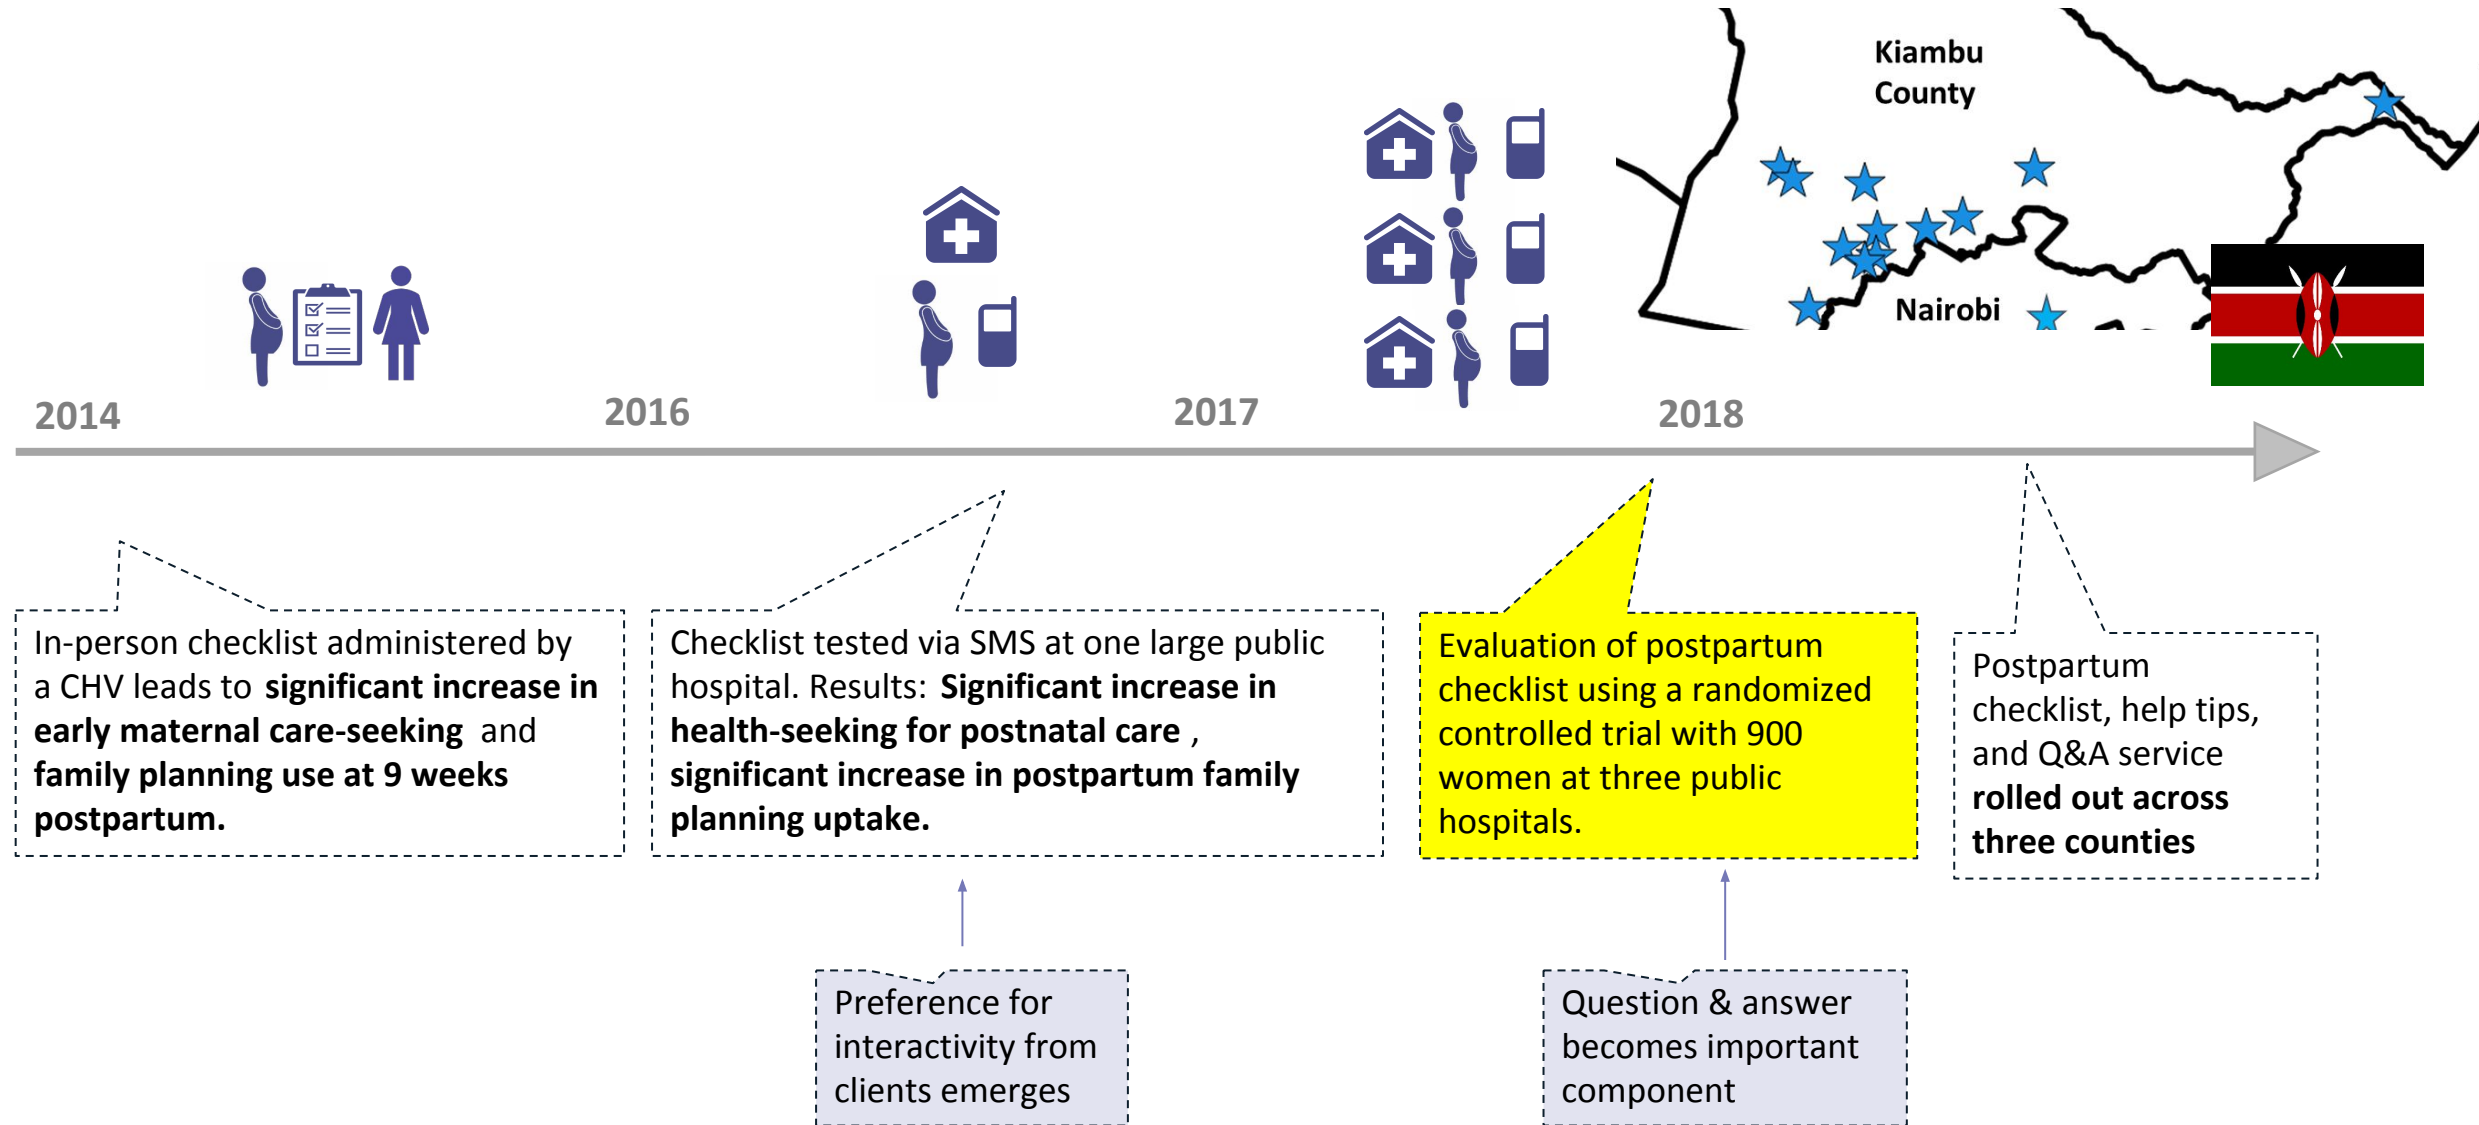 Kiambu
County
Nairobi
2014
2016
2017
2018
In-person checklist administered by
a CHV leads to significant increase in
early maternal care-seeking and
family planning use at 9 weeks
postpartum.
Checklist tested via SMS at one large public
hospital. Results: Significant increase in
health-seeking for postnatal care ,
significant increase in postpartum family
planning uptake.
Evaluation of postpartum
checklist using a randomized
controlled trial with 900
women at three public
hospitals.
Postpartum
checklist, help tips,
and Q&A service
rolled out across
three counties
Preference for
interactivity from
clients emerges
Question & answer
becomes important
component